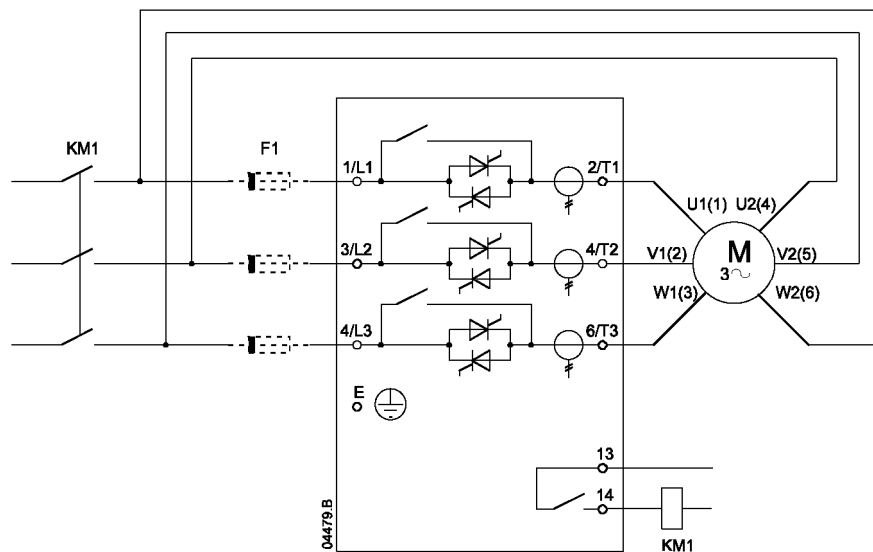 KM1
F1
1/L1
2/T1
U1(1)
U2(4)
3/L2
4/T2
V1(2)
M
3~
V2(5)
W1(3)
W2(6)
4/L3
6/T3
E
13
14
KM1
04479.B